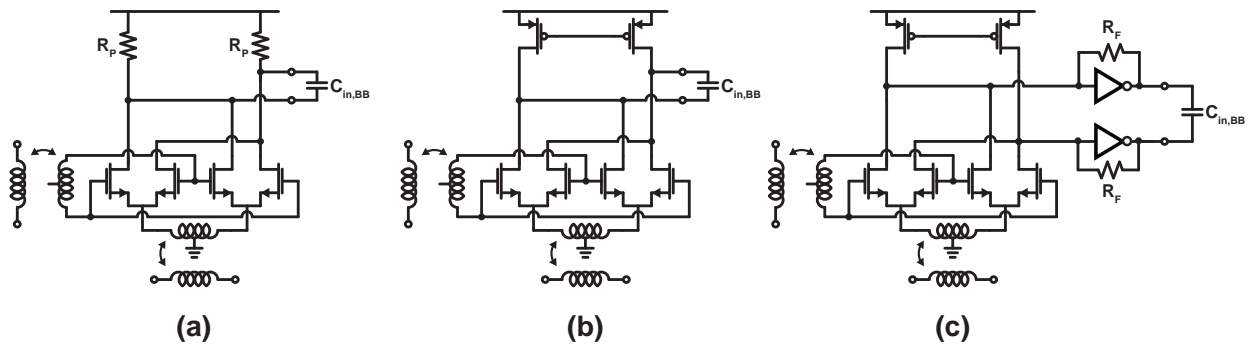 R_P
R_P
C_in,BB
C_in,BB
R_F
C_in,BB
R_F
(a)
(b)
(c)